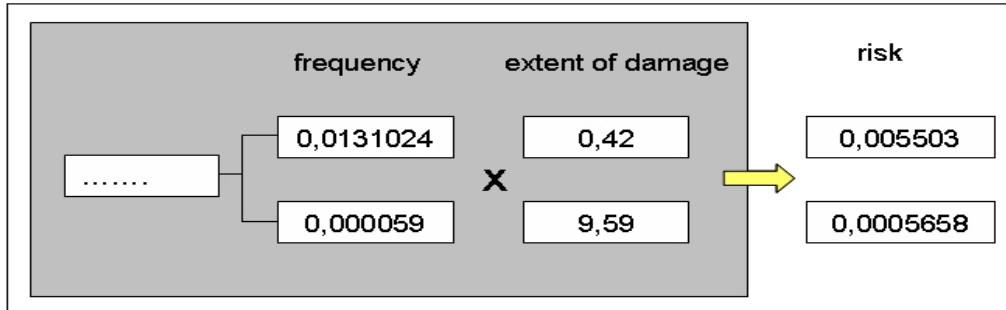 frequency extent of damage risk
0,0131024 0,42 0,005503
.......
X
0,000059 9,59 0,0005658